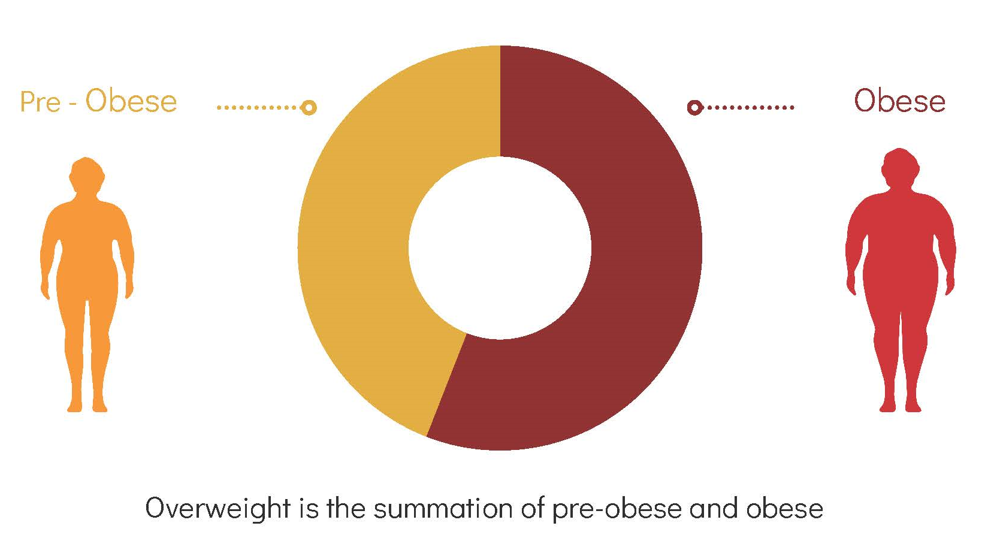 Pre - Obese
Obese
Overweight is the summation of pre-obese and obese